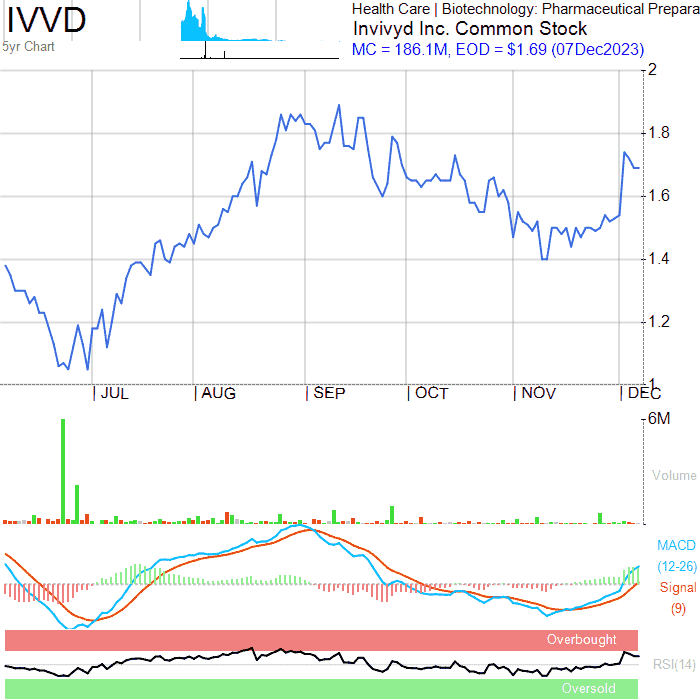 IVVD
5yr Chart
Health Care | Biotechnology: Pharmaceutical Prepara
Invivyd Inc. Common Stock
MC = 186.1M, EOD = $1.69 (07Dec2023)
2
1.8
1.6
1.4
1.2
1
JUL AUG SEP OCT NOV DEC
6M
Volume
MACD
(12-26)
Signal
(9)
Overbought
RSI(14)
Oversold